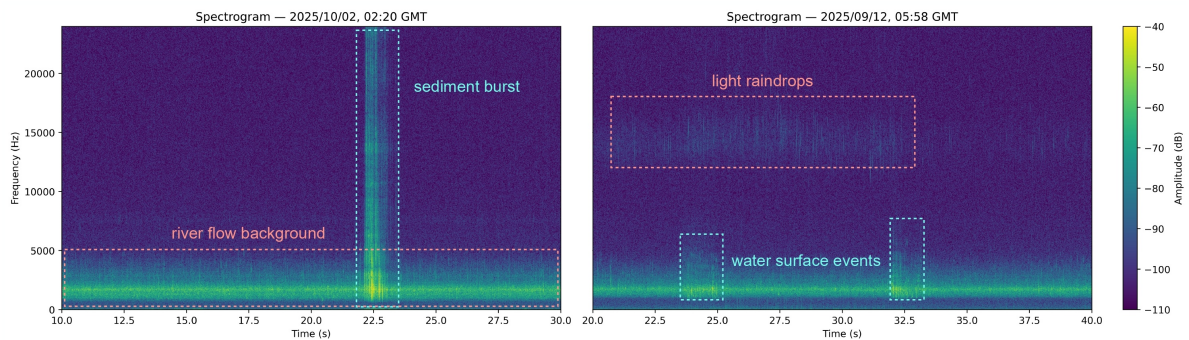 Spectrogram — 2025/10/02, 02:20 GMT
Frequency (Hz)
20000
15000
10000
5000
0
sediment burst
river flow background
10.0 12.5 15.0 17.5 20.0 22.5 25.0 27.5 30.0
Time (s)
Spectrogram — 2025/09/12, 05:58 GMT
light raindrops
water surface events
20.0 22.5 25.0 27.5 30.0 32.5 35.0 37.5 40.0
Time (s)
−40
−50
−60
−70
−80
−90
−100
−110
Amplitude (dB)